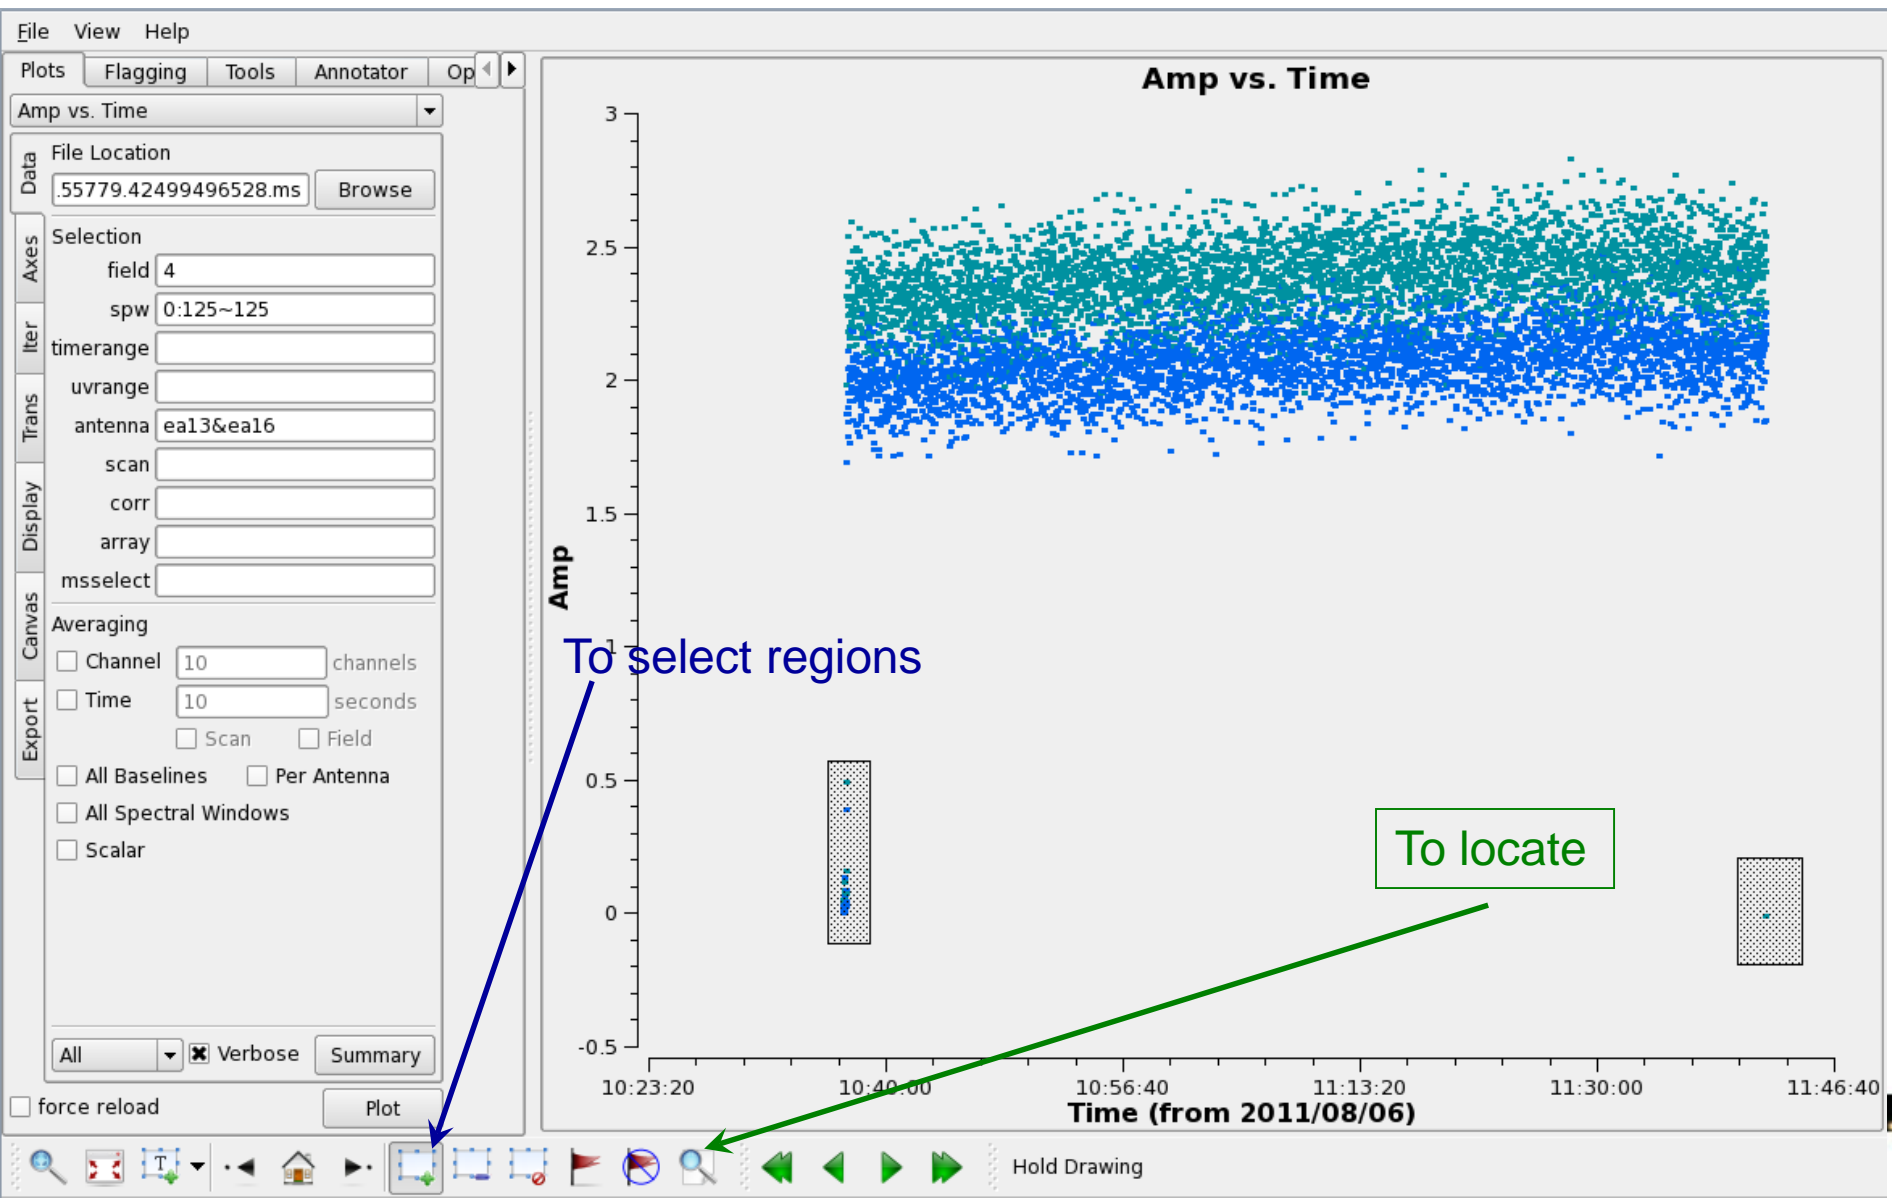 File View Help
Plots Flagging Tools Annotator Op
Amp vs. Time
Data
Axes
Iter
Trans
Display
Canvas
Export
File Location
.55779.42499496528.ms Browse
Selection
field 4
spw 0:125~125
timerange
uvrange
antenna ea13&ea16
scan
corr
array
msselect
Averaging
Channel 10 channels
Time 10 seconds
Scan Field
All Baselines Per Antenna
All Spectral Windows
Scalar
All Verbose Summary
force reload Plot
Amp vs. Time
3
2.5
2
1.5
1
0.5
0
-0.5
Amp
To select regions
To locate
10:23:20 10:40:00 10:56:40 11:13:20 11:30:00 11:46:40
Time (from 2011/08/06)
T
Hold Drawing